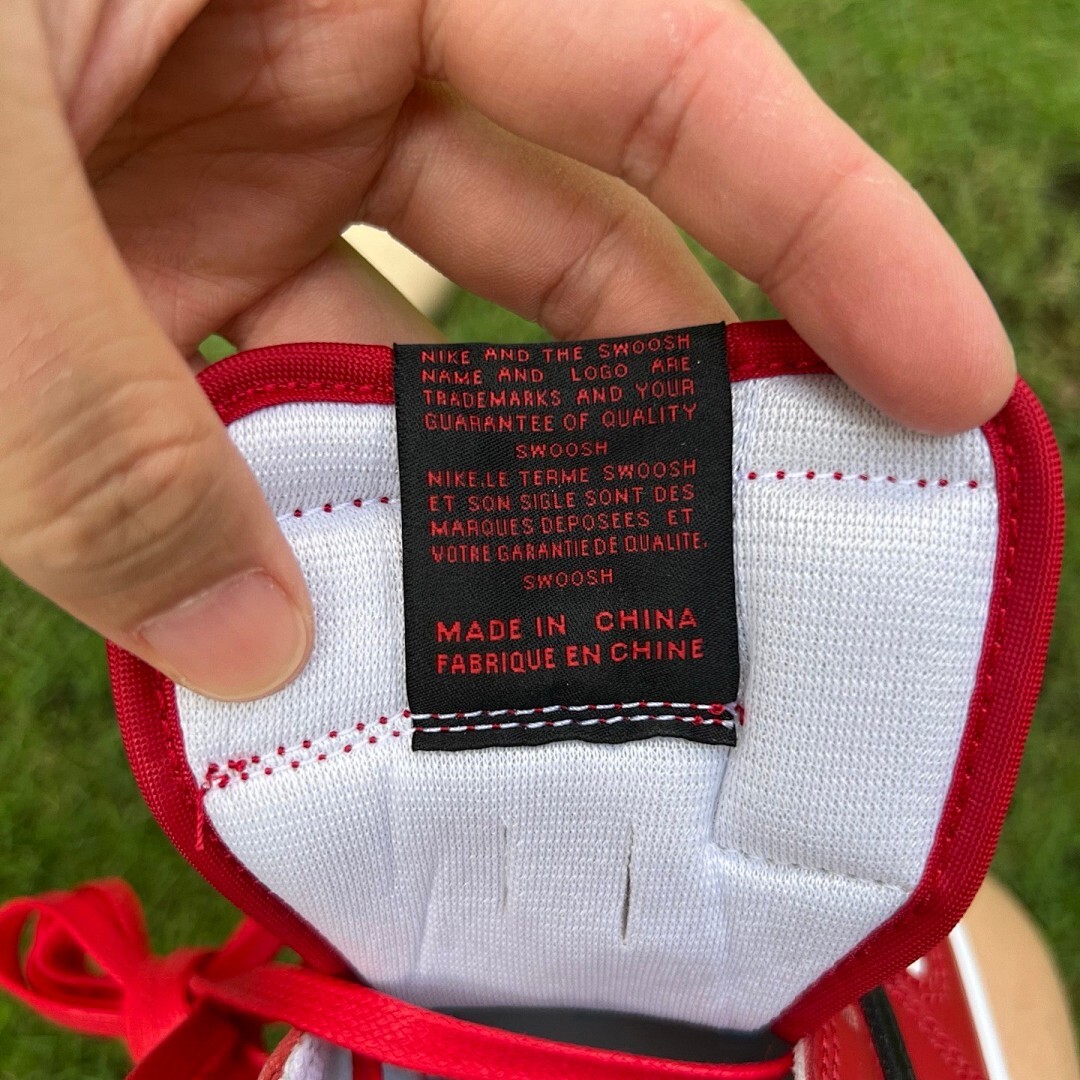 NIKE AND THE SWOOSH
NAME AND LOGO ARE
TRADEMARKS AND YOUR
GUARANTEE OF QUALITY
SWOOSH
NIKE.LE TERME SWOOSH
ET SON SIGLE SONT DES
MARQUES DEPOSEES ET
VOTRE GARANTIE DE QUALITE.
SWOOSH
MADE IN CHINA
FABRIQUE EN CHINE